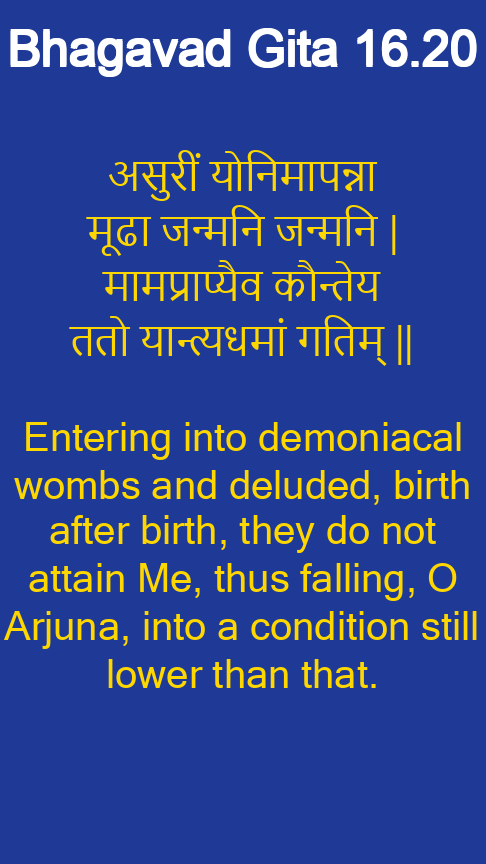 Bhagavad Gita 16.20
असुरीं योनिमापन्ना
मूढा जन्मनि जन्मनि |
मामप्राप्यैव कौन्तेय
ततो यान्त्यधमां गतिम् ||
Entering into demoniacal
wombs and deluded, birth
after birth, they do not
attain Me, thus falling, O
Arjuna, into a condition still
lower than that.